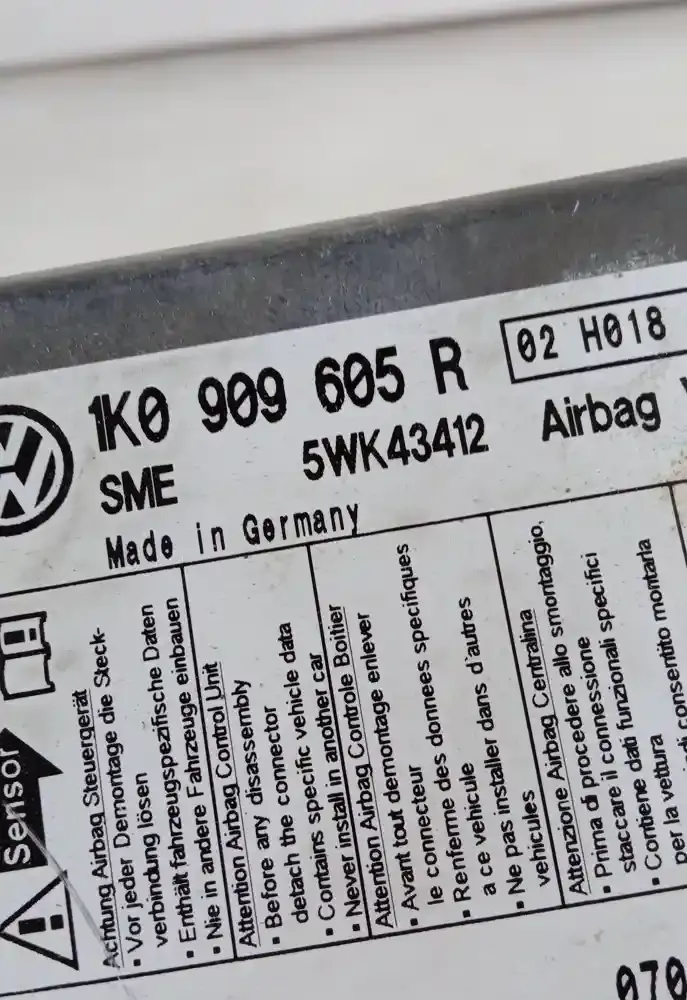 1K0 909 605 R
02 H018
SME
5WK43412
Airbag
Made in Germany
Sensor
Achtung Airbag Steuergerät
• Vor jeder Demontage die Steck-
verbindung lösen
• Enthält fahrzeugspezifische Daten
• Nie in andere Fahrzeuge einbauen
Attention Airbag Control Unit
• Before any disassembly
detach the connector
• Contains specific vehicle data
• Never install in another car
Attention Airbag Controle Boitier
• Avant tout demontage enlever
le connecteur
• Renferme des donnees specifiques
a ce vehicule
• Ne pas installer dans d'autres
vehicules
Attenzione Airbag Centralina
• Prima di procedere allo smontaggio,
staccare il connessione
• Contiene dati funzionali specifici
per la vettura
consentito montarla
070